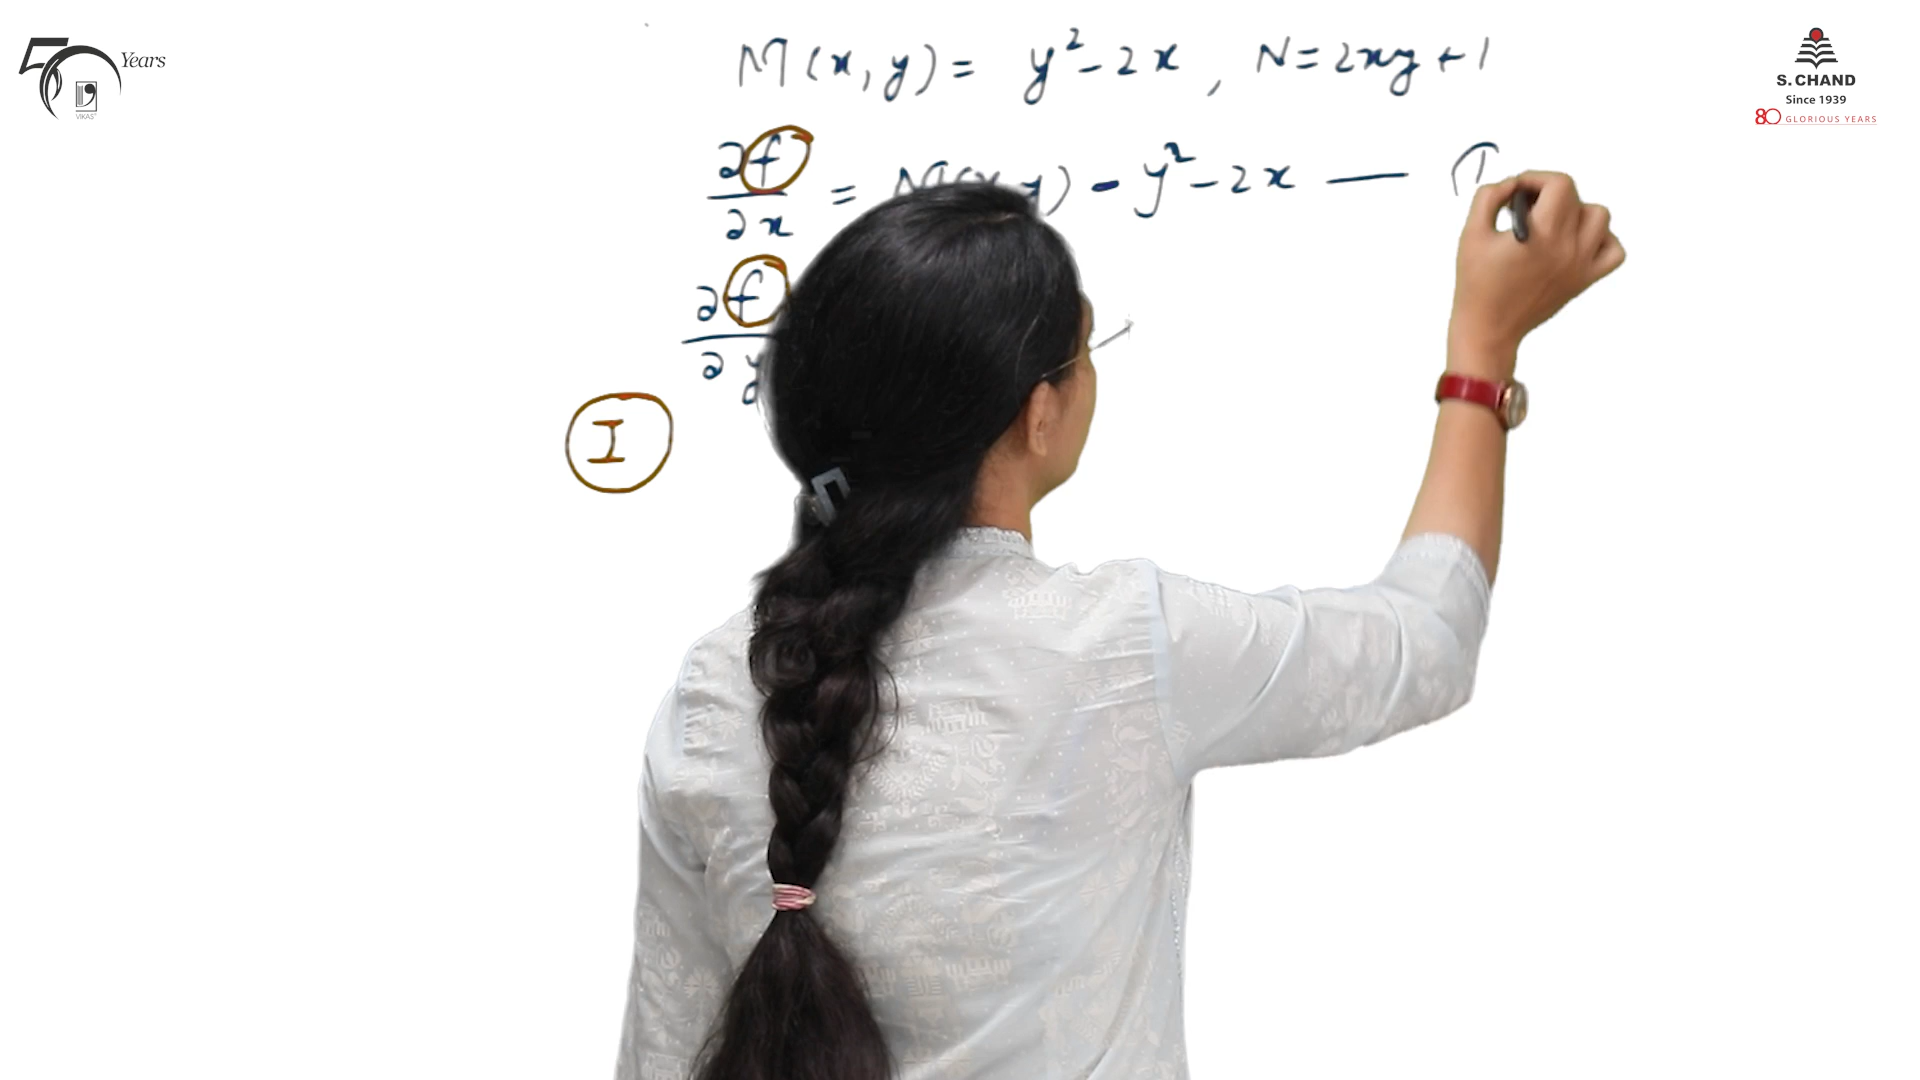 50 Years
VIKAS
S. CHAND
Since 1939
80 GLORIOUS YEARS
M(x, y) = y² - 2x , N = 2xy + 1
∂f/∂x = M(x, y) - y² - 2x —
∂f/∂y
I